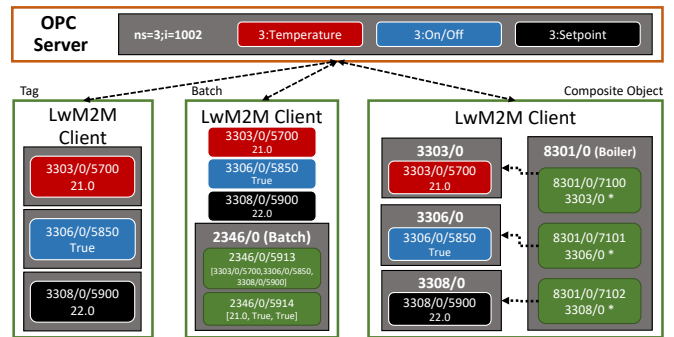 OPC
Server
ns=3;i=1002
3:Temperature
3:On/Off
3:Setpoint
Tag
LwM2M
Client
3303/0/5700
21.0
3306/0/5850
True
3308/0/5900
22.0
Batch
LwM2M Client
3303/0/5700
21.0
3306/0/5850
True
3308/0/5900
22.0
2346/0 (Batch)
2346/0/5913
[3303/0/5700,3306/0/5850,
3308/0/5900]
2346/0/5914
[21.0, True, True]
Composite Object
LwM2M Client
3303/0
3303/0/5700
21.0
3306/0
3306/0/5850
True
3308/0
3308/0/5900
22.0
8301/0 (Boiler)
8301/0/7100
3303/0 *
8301/0/7101
3306/0 *
8301/0/7102
3308/0 *